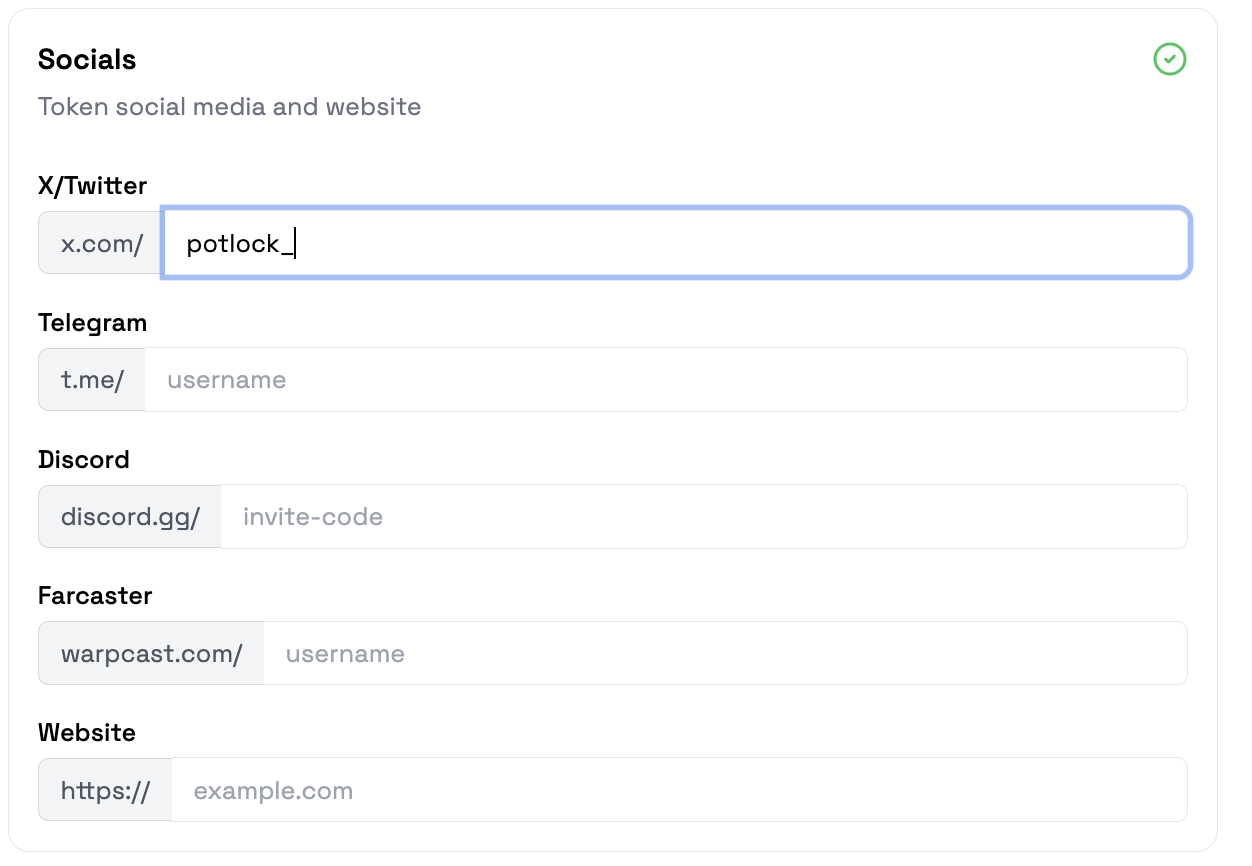 Socials
Token social media and website
X/Twitter
x.com/ potlock_
Telegram
t.me/ username
Discord
discord.gg/ invite-code
Farcaster
warpcast.com/ username
Website
https:// example.com